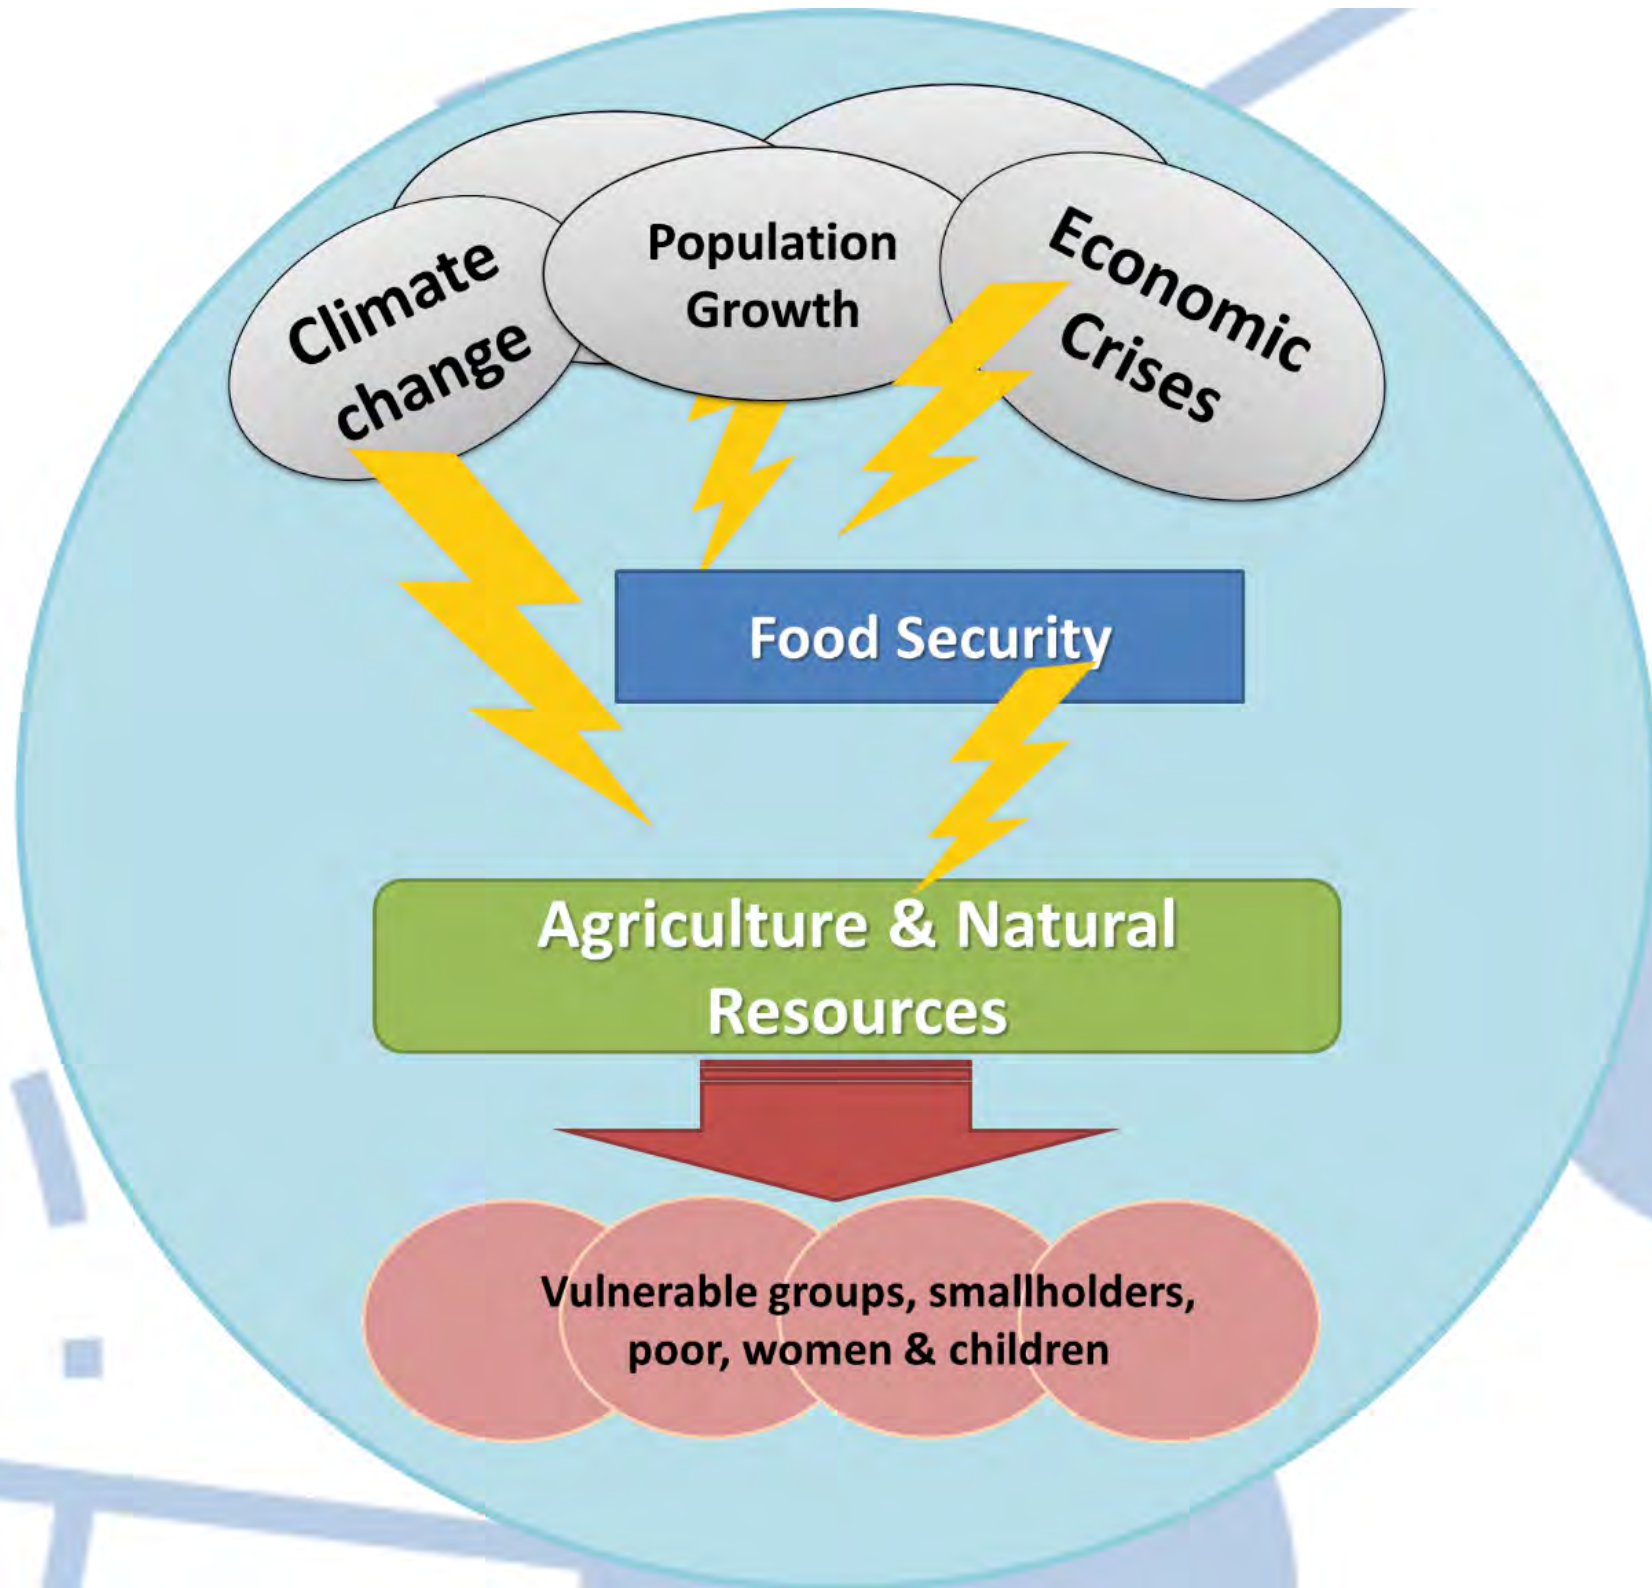 Climate
change
Population
Growth
Economic
Crises
Food Security
Agriculture & Natural
Resources
Vulnerable groups, smallholders,
poor, women & children